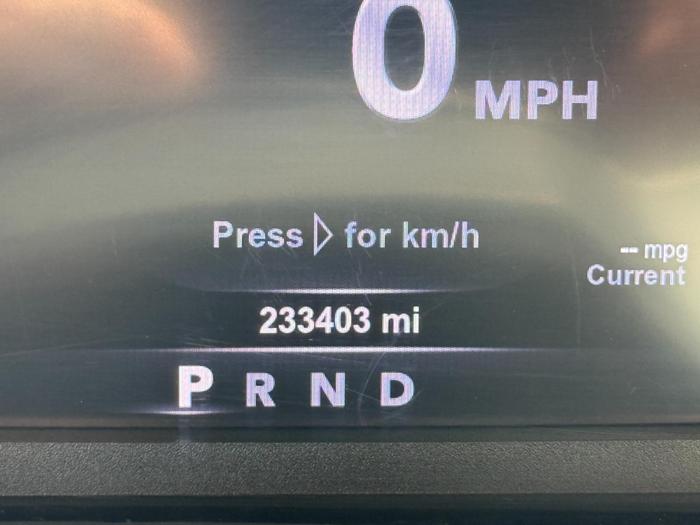 0 MPH
Press ▷ for km/h
-- mpg
Current
233403 mi
P R N D